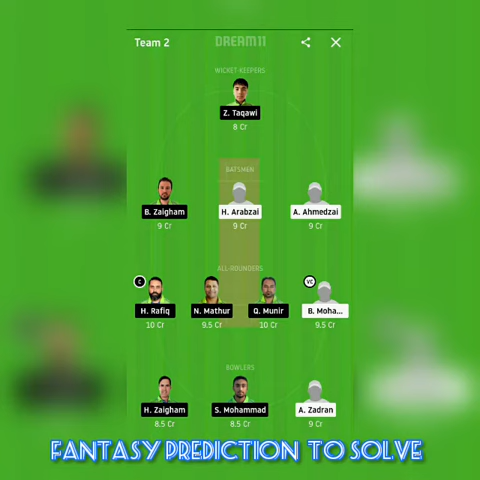 Team 2 DREAM11
WICKET-KEEPERS
Z. Taqawi
8 Cr
BATSMEN
B. Zaigham H. Arabzai A. Ahmedzai
9 Cr 9 Cr 9 Cr
ALL-ROUNDERS
C VC
H. Rafiq N. Mathur Q. Munir B. Moha...
10 Cr 9.5 Cr 10 Cr 9.5 Cr
BOWLERS
H. Zaigham S. Mohammad A. Zadran
8.5 Cr 8.5 Cr 9 Cr
FANTASY PREDICTION TO SOLVE